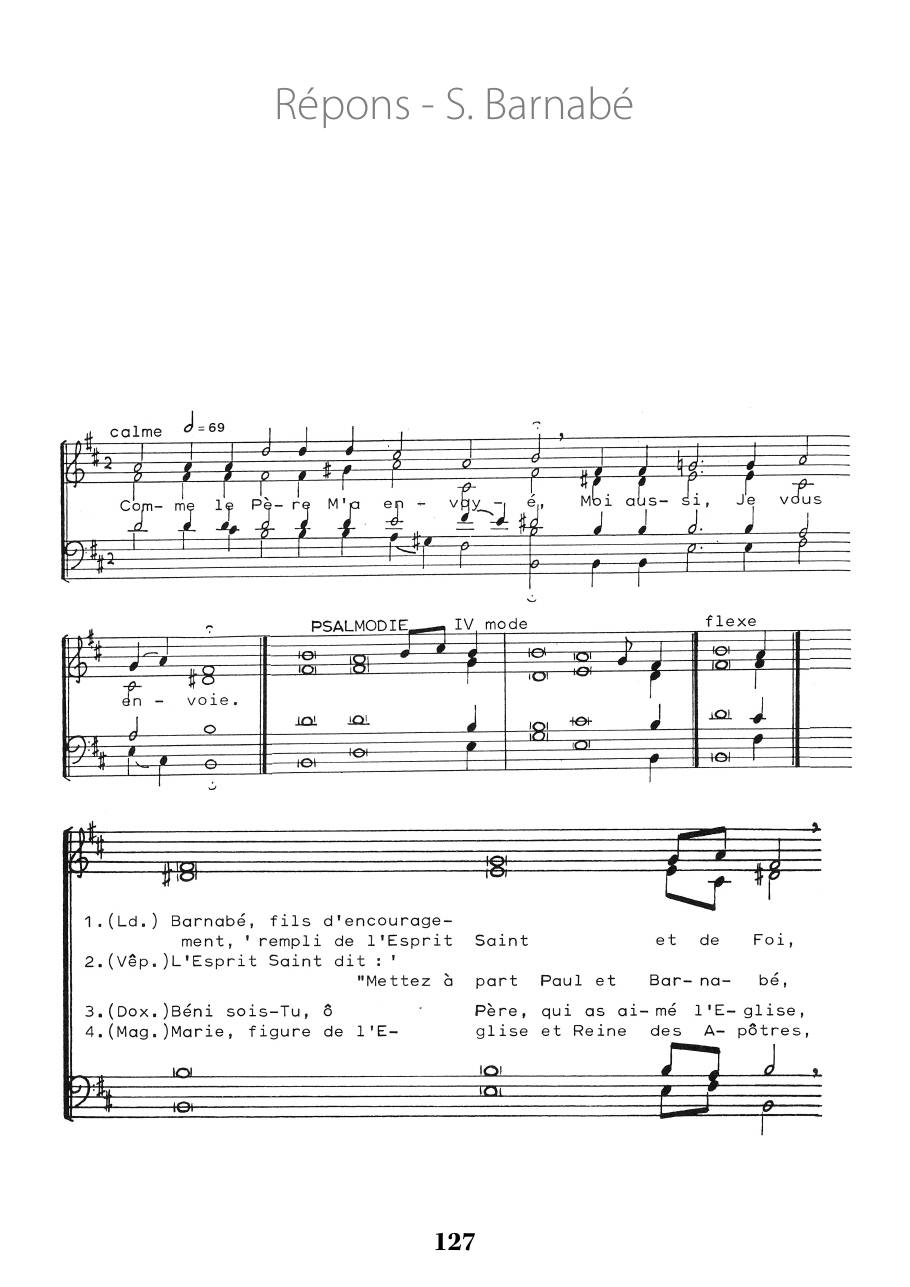 Répons - S. Barnabé
calme 𝅗𝅥 = 69
2
Com- me le Pè- re M'a en - voy - é, Moi aus- si, Je vous
2
PSALMODIE IV mode flexe
en - voie.
1.(Ld.) Barnabé, fils d'encourage-
ment, ' rempli de l'Esprit Saint et de Foi,
2.(Vêp.)L'Esprit Saint dit : '
"Mettez à part Paul et Bar- na- bé,
3.(Dox.)Béni sois-Tu, ô Père, qui as ai- mé l'E- glise,
4.(Mag.)Marie, figure de l'E- glise et Reine des A- pôtres,
127